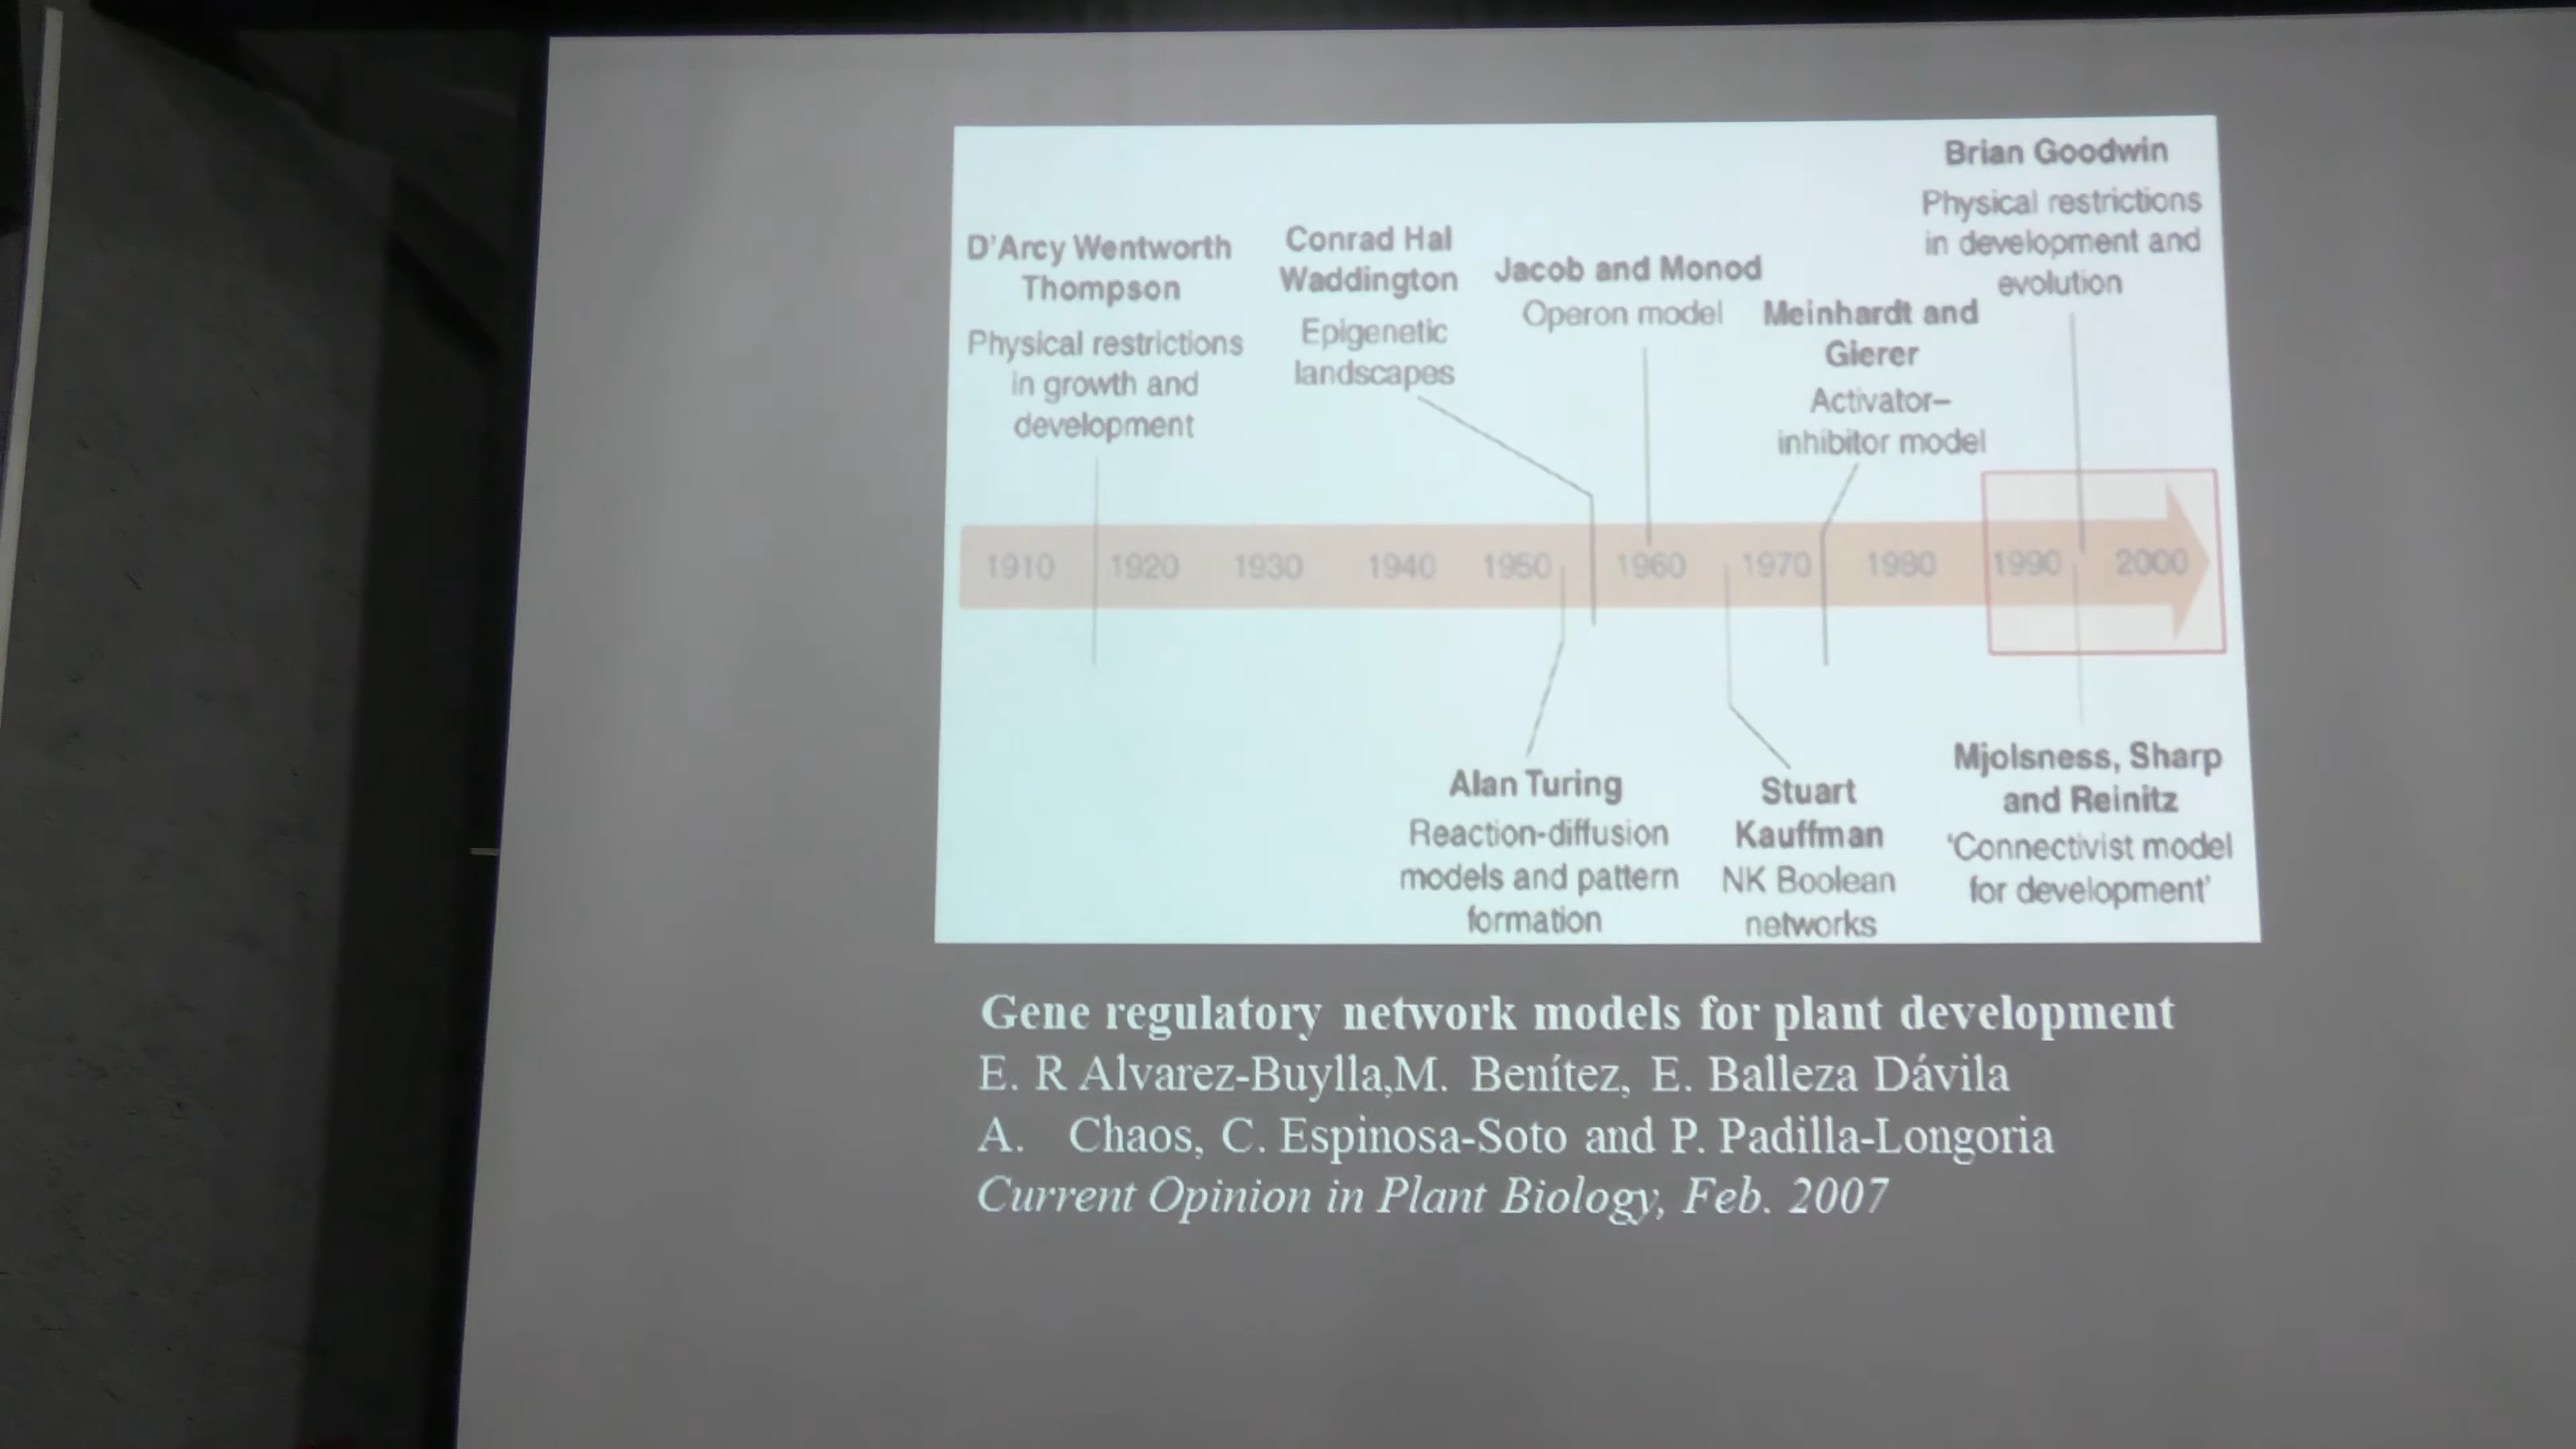 Brian Goodwin
Physical restrictions
in development and
evolution
D'Arcy Wentworth
Thompson
Physical restrictions
in growth and
development
Conrad Hal
Waddington
Epigenetic
landscapes
Jacob and Monod
Operon model
Meinhardt and
Gierer
Activator–
inhibitor model
1910 1920 1930 1940 1950 1960 1970 1980 1990 2000
Alan Turing
Reaction-diffusion
models and pattern
formation
Stuart
Kauffman
NK Boolean
networks
Mjolsness, Sharp
and Reinitz
'Connectivist model
for development'
Gene regulatory network models for plant development
E. R Alvarez-Buylla,M. Benítez, E. Balleza Dávila
A. Chaos, C. Espinosa-Soto and P. Padilla-Longoria
Current Opinion in Plant Biology, Feb. 2007